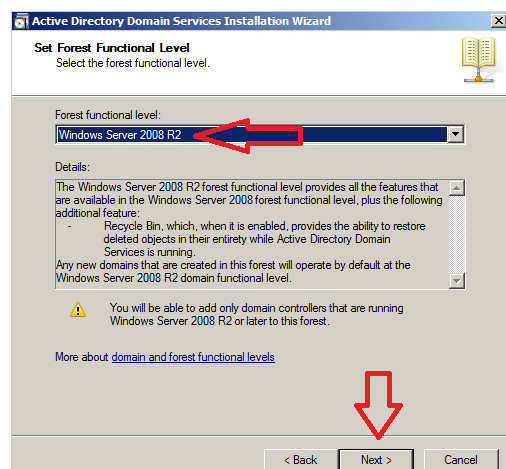 Active Directory Domain Services Installation Wizard
Set Forest Functional Level
Select the forest functional level.
Forest functional level:
Windows Server 2008 R2
Details:
The Windows Server 2008 R2 forest functional level provides all the features that
are available in the Windows Server 2008 forest functional level, plus the following
additional feature:
- Recycle Bin, which, when it is enabled, provides the ability to restore
deleted objects in their entirety while Active Directory Domain
Services is running.
Any new domains that are created in this forest will operate by default at the
Windows Server 2008 R2 domain functional level.
You will be able to add only domain controllers that are running
Windows Server 2008 R2 or later to this forest.
More about domain and forest functional levels
< Back Next > Cancel